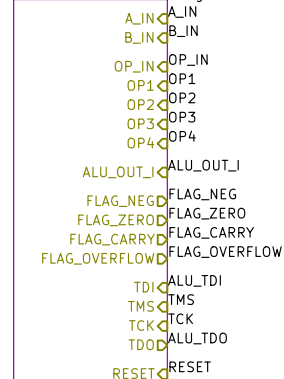 A_IN A_IN
B_IN B_IN
OP_IN OP_IN
OP1 OP1
OP2 OP2
OP3 OP3
OP4 OP4
ALU_OUT_I ALU_OUT_I
FLAG_NEG FLAG_NEG
FLAG_ZERO FLAG_ZERO
FLAG_CARRY FLAG_CARRY
FLAG_OVERFLOW FLAG_OVERFLOW
TDI ALU_TDI
TMS TMS
TCK TCK
TDO ALU_TDO
RESET RESET